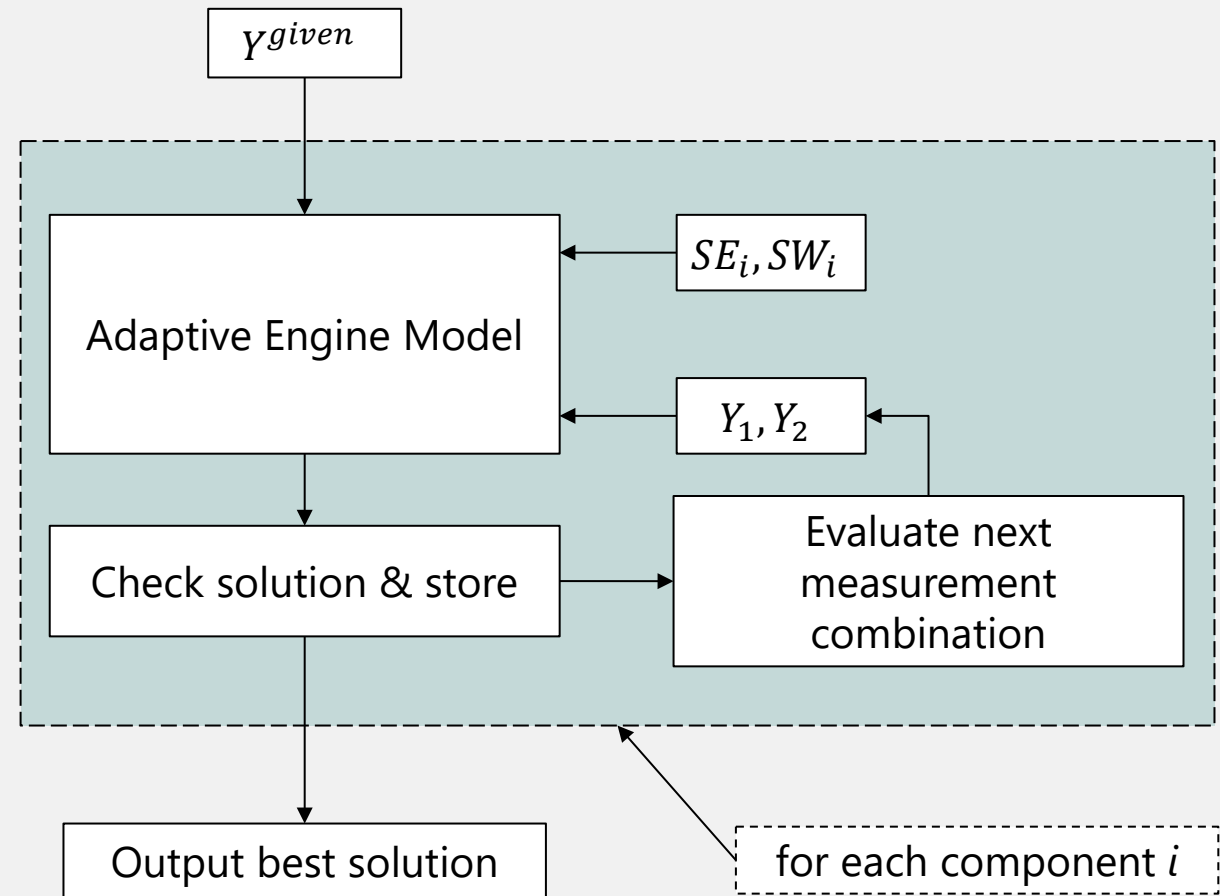 Y^{given}
SE_i, SW_i
Adaptive Engine Model
Y_1, Y_2
Evaluate next
measurement
combination
Check solution & store
Output best solution
for each component i